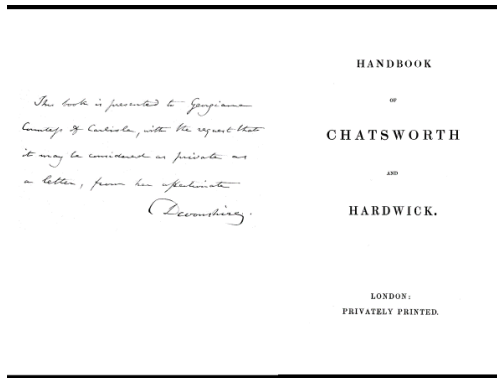 This book is presented to Georgiana
Countess of Carlisle, with the request that
it may be considered as private as
a letter, from her affectionate
Devonshire.
HANDBOOK
OF
CHATSWORTH
AND
HARDWICK.
LONDON:
PRIVATELY PRINTED.